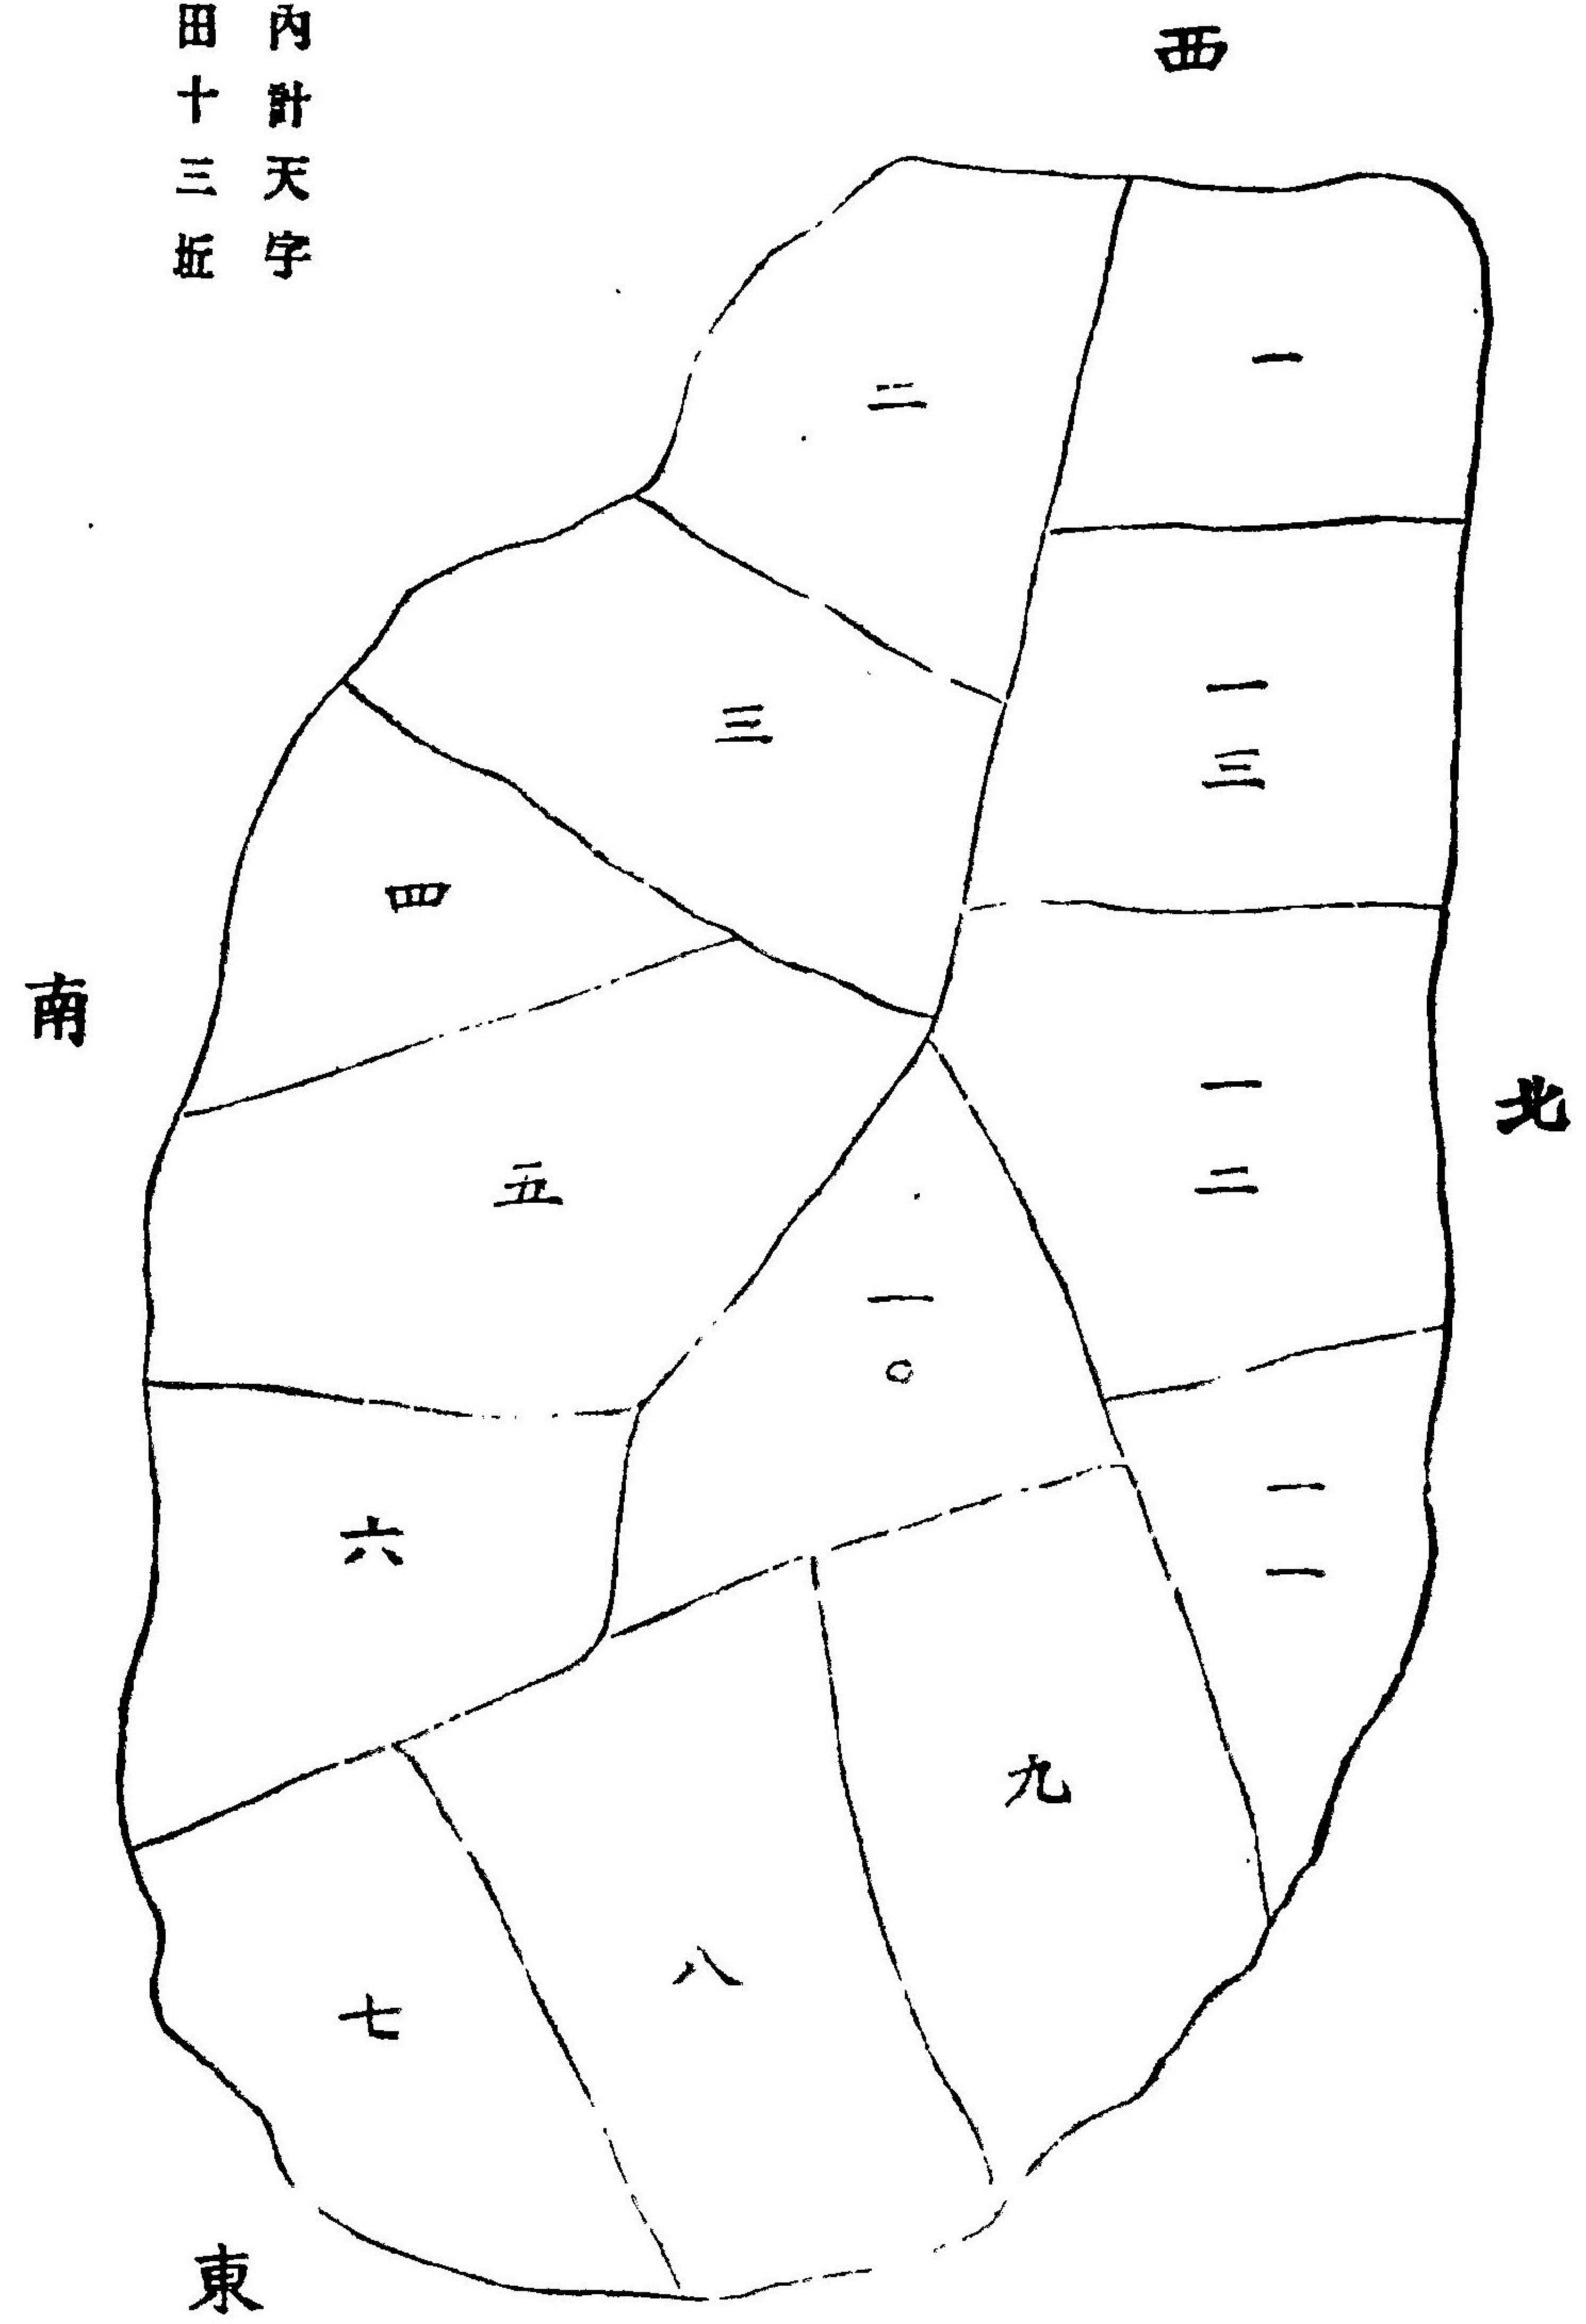 內計天字
田十三坵
西
一
二
一三
三
四
南
一二
北
五
一〇
一一
六
九
八
七
東